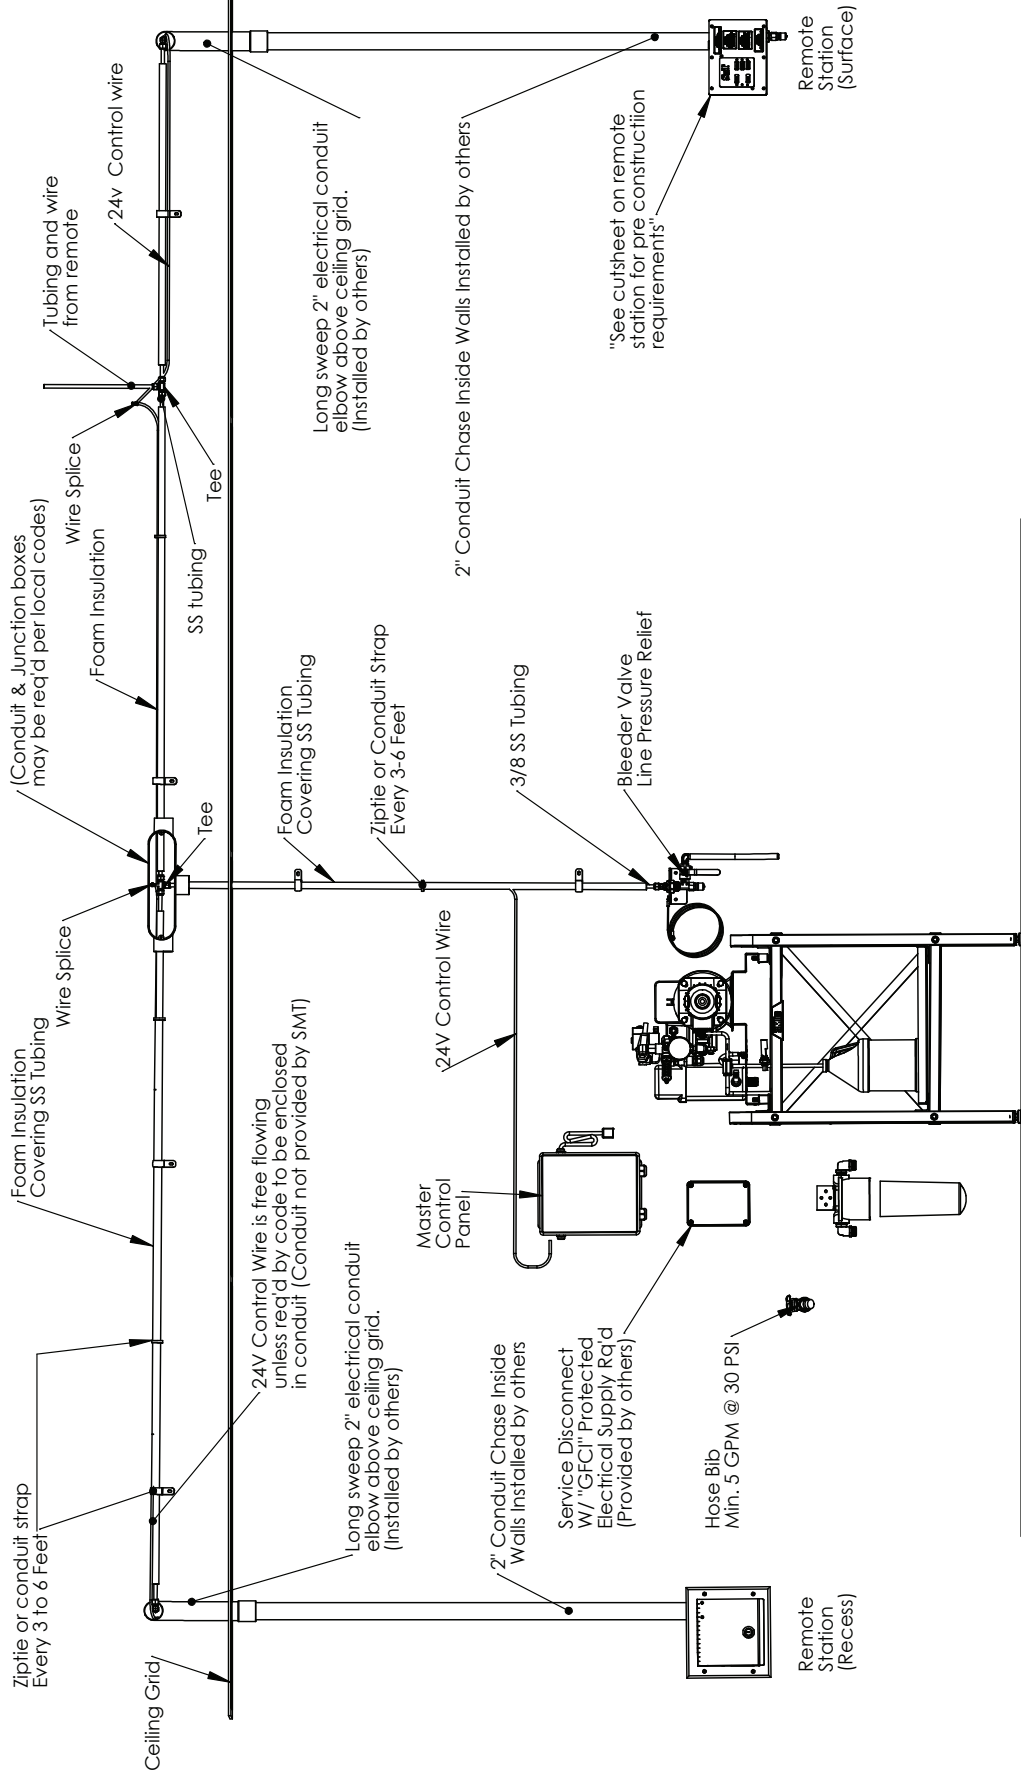 Ziptie or conduit strap
Every 3 to 6 Feet
Ceiling Grid
Foam Insulation
Covering SS Tubing
Wire Splice
(Conduit & Junction boxes
may be req'd per local codes)
Tee
Foam Insulation
Wire Splice
SS tubing
Tee
Tubing and wire
from remote
24v Control wire
24V Control Wire is free flowing
unless req'd by code to be enclosed
in conduit (Conduit not provided by SMT)
Long sweep 2" electrical conduit
elbow above ceiling grid.
(Installed by others)
Foam Insulation
Covering SS Tubing
Ziptie or Conduit Strap
Every 3-6 Feet
Long sweep 2" electrical conduit
elbow above ceiling grid.
(Installed by others)
2" Conduit Chase Inside Walls Installed by others
2" Conduit Chase Inside
Walls Installed by others
Master
Control
Panel
24V Control Wire
3/8 SS Tubing
Bleeder Valve
Line Pressure Relief
"See cutsheet on remote
station for pre constructiion
requirements"
Service Disconnect
W/ "GFCI" Protected
Electrical Supply Rq'd
(Provided by others)
Hose Bib
Min. 5 GPM @ 30 PSI
Remote
Station
(Recess)
Remote
Station
(Surface)